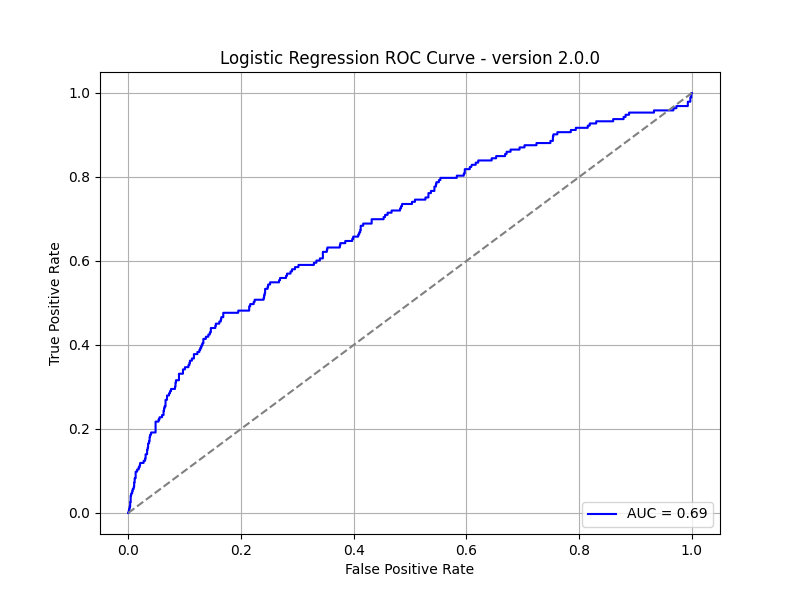 Logistic Regression ROC Curve - version 2.0.0
True Positive Rate
1.0
0.8
0.6
0.4
0.2
0.0
AUC = 0.69
0.0 0.2 0.4 0.6 0.8 1.0
False Positive Rate